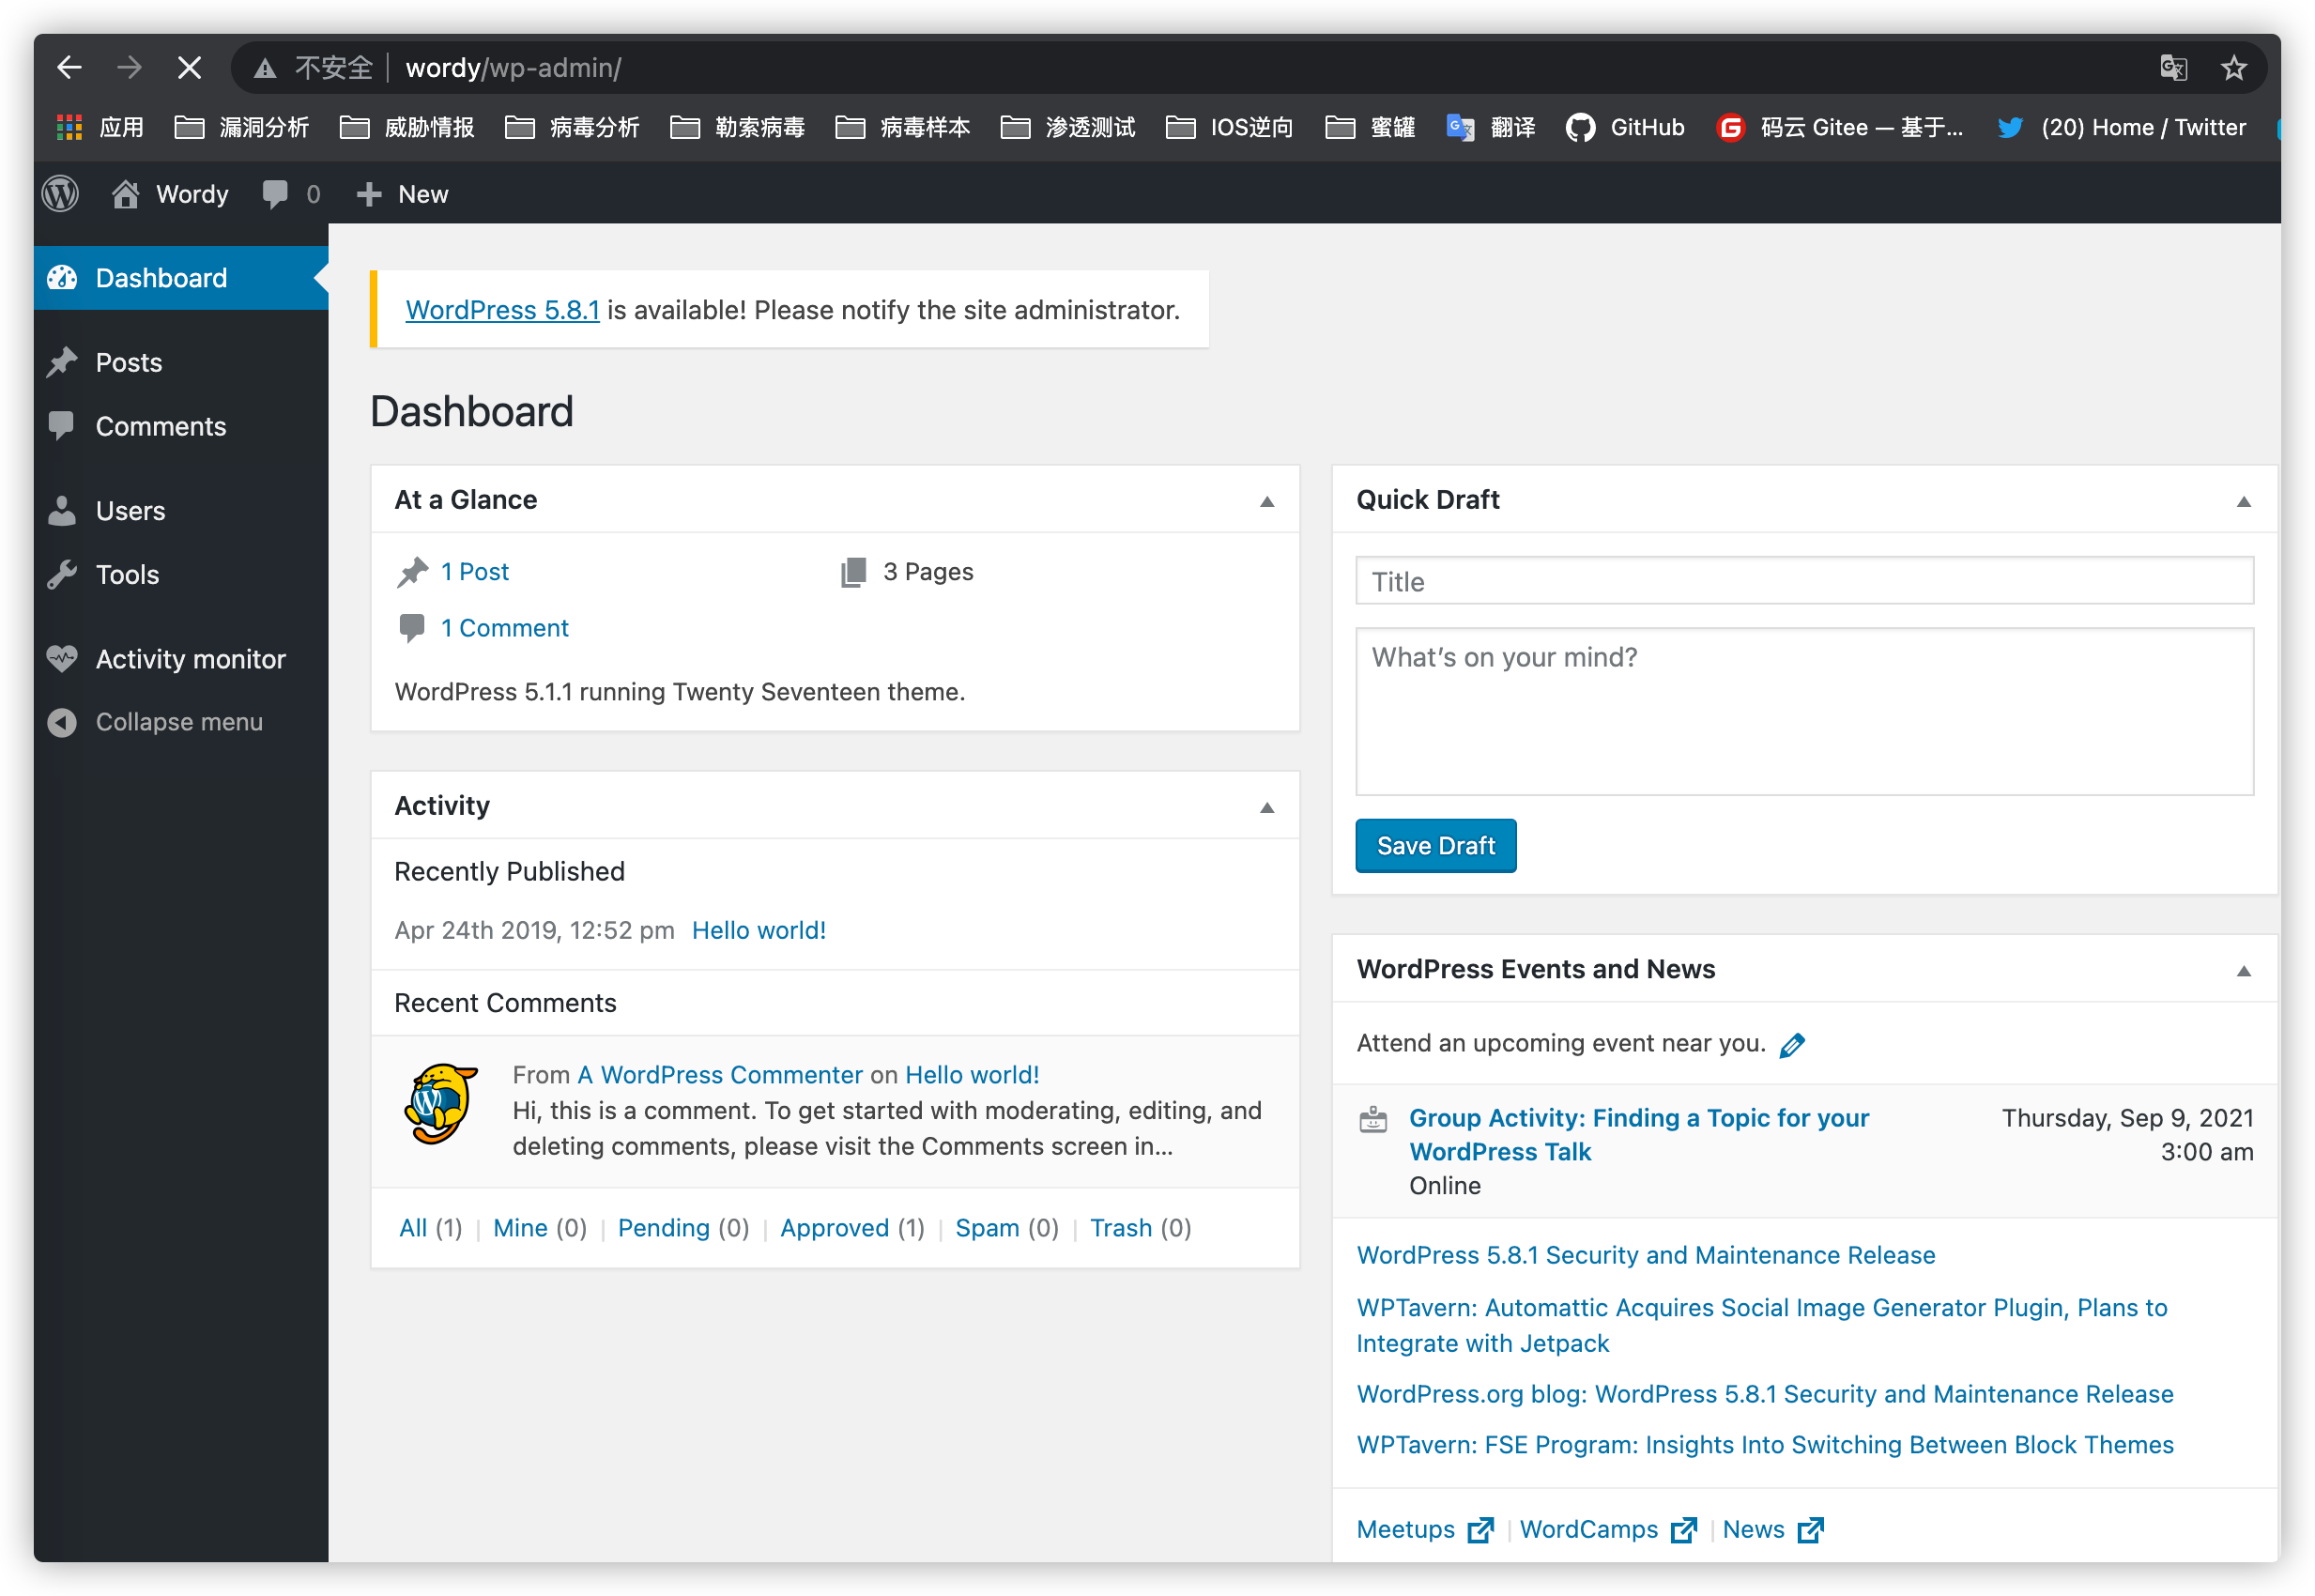 不安全 wordy/wp-admin/
应用 漏洞分析 威胁情报 病毒分析 勒索病毒 病毒样本 渗透测试 IOS逆向 蜜罐 翻译 GitHub 码云 Gitee — 基于... (20) Home / Twitter
Wordy 0 New
Dashboard
Posts
Comments
Users
Tools
Activity monitor
Collapse menu
WordPress 5.8.1 is available! Please notify the site administrator.
Dashboard
At a Glance
1 Post 3 Pages
1 Comment
WordPress 5.1.1 running Twenty Seventeen theme.
Activity
Recently Published
Apr 24th 2019, 12:52 pm Hello world!
Recent Comments
From A WordPress Commenter on Hello world!
Hi, this is a comment. To get started with moderating, editing, and
deleting comments, please visit the Comments screen in...
All (1) | Mine (0) | Pending (0) | Approved (1) | Spam (0) | Trash (0)
Quick Draft
Title
What’s on your mind?
Save Draft
WordPress Events and News
Attend an upcoming event near you.
Group Activity: Finding a Topic for your Thursday, Sep 9, 2021
WordPress Talk 3:00 am
Online
WordPress 5.8.1 Security and Maintenance Release
WPTavern: Automattic Acquires Social Image Generator Plugin, Plans to
Integrate with Jetpack
WordPress.org blog: WordPress 5.8.1 Security and Maintenance Release
WPTavern: FSE Program: Insights Into Switching Between Block Themes
Meetups | WordCamps | News